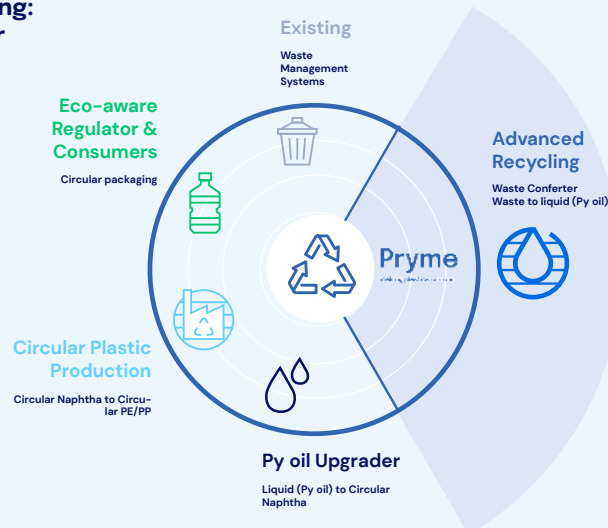 ng:
r
Existing
Waste
Management
Systems
Eco-aware
Regulator &
Consumers
Circular packaging
Advanced
Recycling
Waste Conferter
Waste to liquid (Py oil)
Pryme
Circular Plastic
Production
Circular Naphtha to Circu-
lar PE/PP
Py oil Upgrader
Liquid (Py oil) to Circular
Naphtha